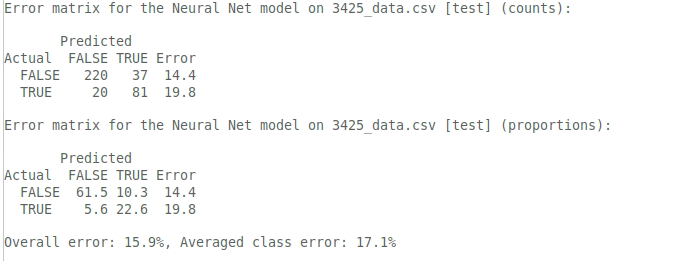 Error matrix for the Neural Net model on 3425_data.csv [test] (counts):
Predicted
Actual FALSE TRUE Error
FALSE 220 37 14.4
TRUE 20 81 19.8
Error matrix for the Neural Net model on 3425_data.csv [test] (proportions):
Predicted
Actual FALSE TRUE Error
FALSE 61.5 10.3 14.4
TRUE 5.6 22.6 19.8
Overall error: 15.9%, Averaged class error: 17.1%